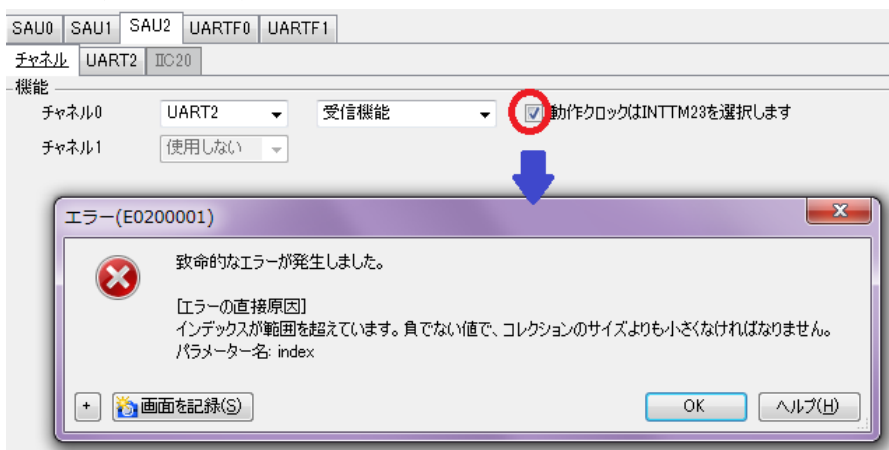 SAU0 SAU1 SAU2 UARTF0 UARTF1
チャネル UART2 IIC20
機能
チャネル0 UART2 受信機能 動作クロックはINTTM23を選択します
チャネル1 使用しない
エラー(E0200001)
致命的なエラーが発生しました。
[エラーの直接原因]
インデックスが範囲を超えています。負でない値で、コレクションのサイズよりも小さくなければなりません。
パラメーター名: index
+ 画面を記録(S) OK ヘルプ(H)